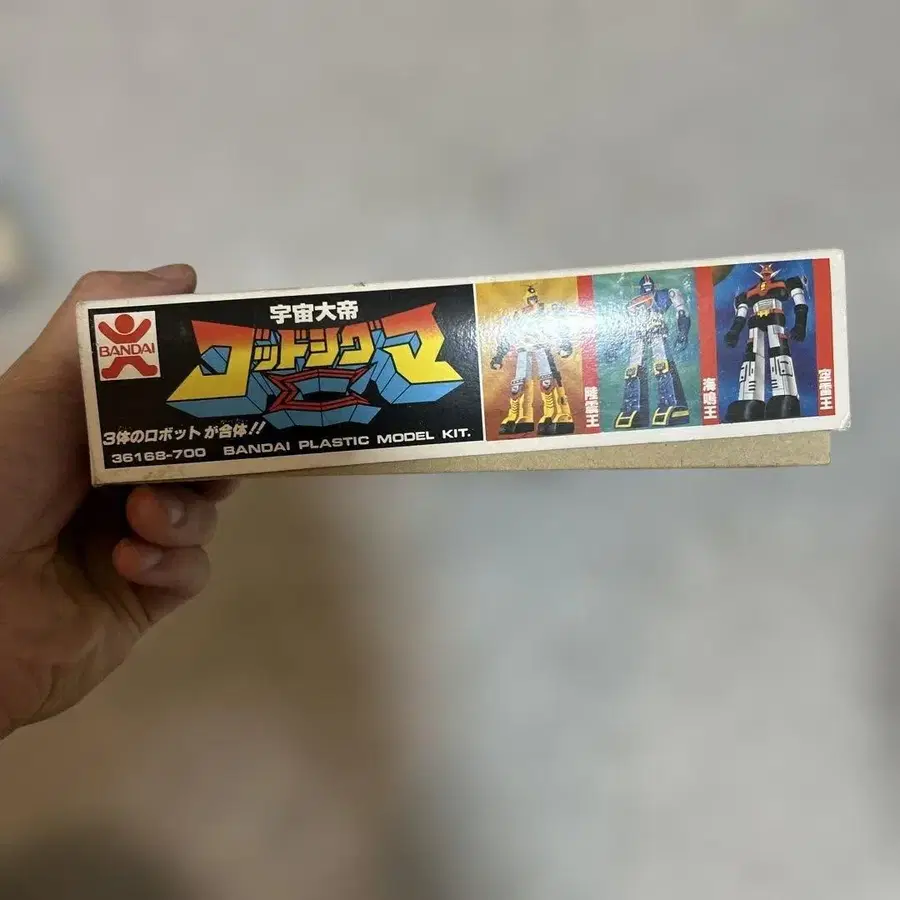 BANDAI
宇宙大帝
ゴッドシグマ
3体のロボットが合体!!
36168-700 BANDAI PLASTIC MODEL KIT.
陸震王
海鳴王
空雷王